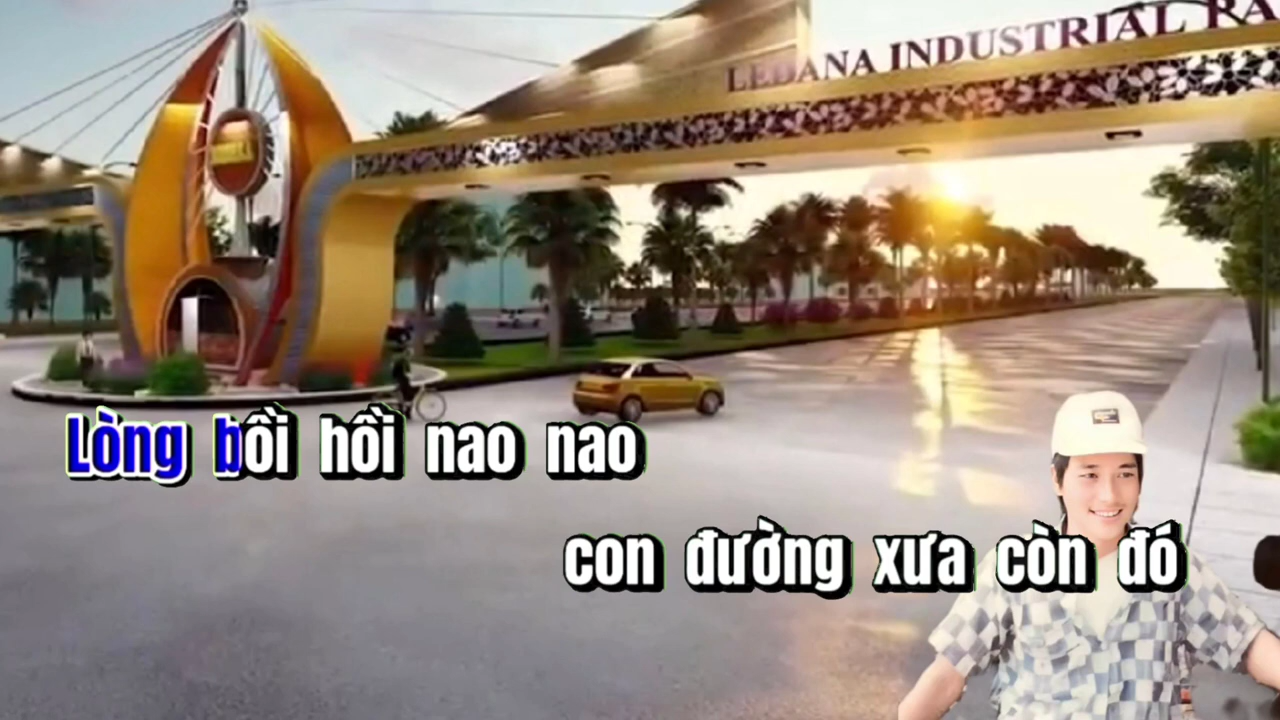 LEDANA INDUSTRIAL PA
Lòng bồi hồi nao nao
con đường xưa còn đó